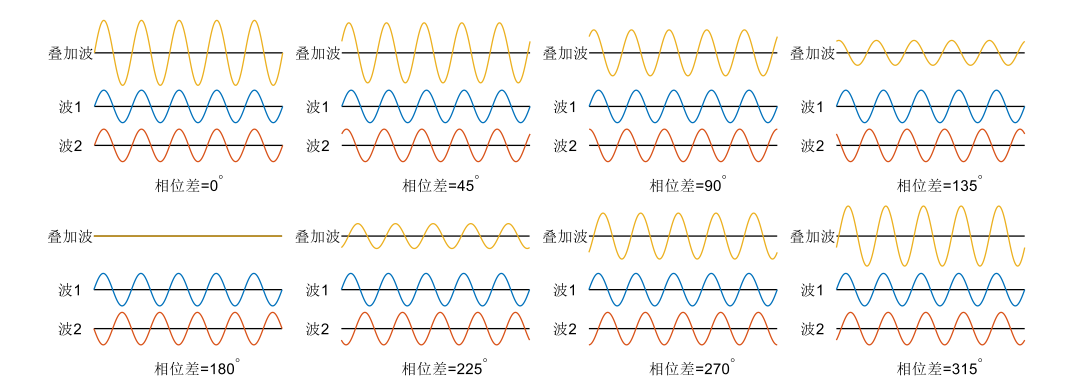 叠加波 叠加波 叠加波 叠加波
波1 波1 波1 波1
波2 波2 波2 波2
相位差=0° 相位差=45° 相位差=90° 相位差=135°
叠加波 叠加波 叠加波 叠加波
波1 波1 波1 波1
波2 波2 波2 波2
相位差=180° 相位差=225° 相位差=270° 相位差=315°